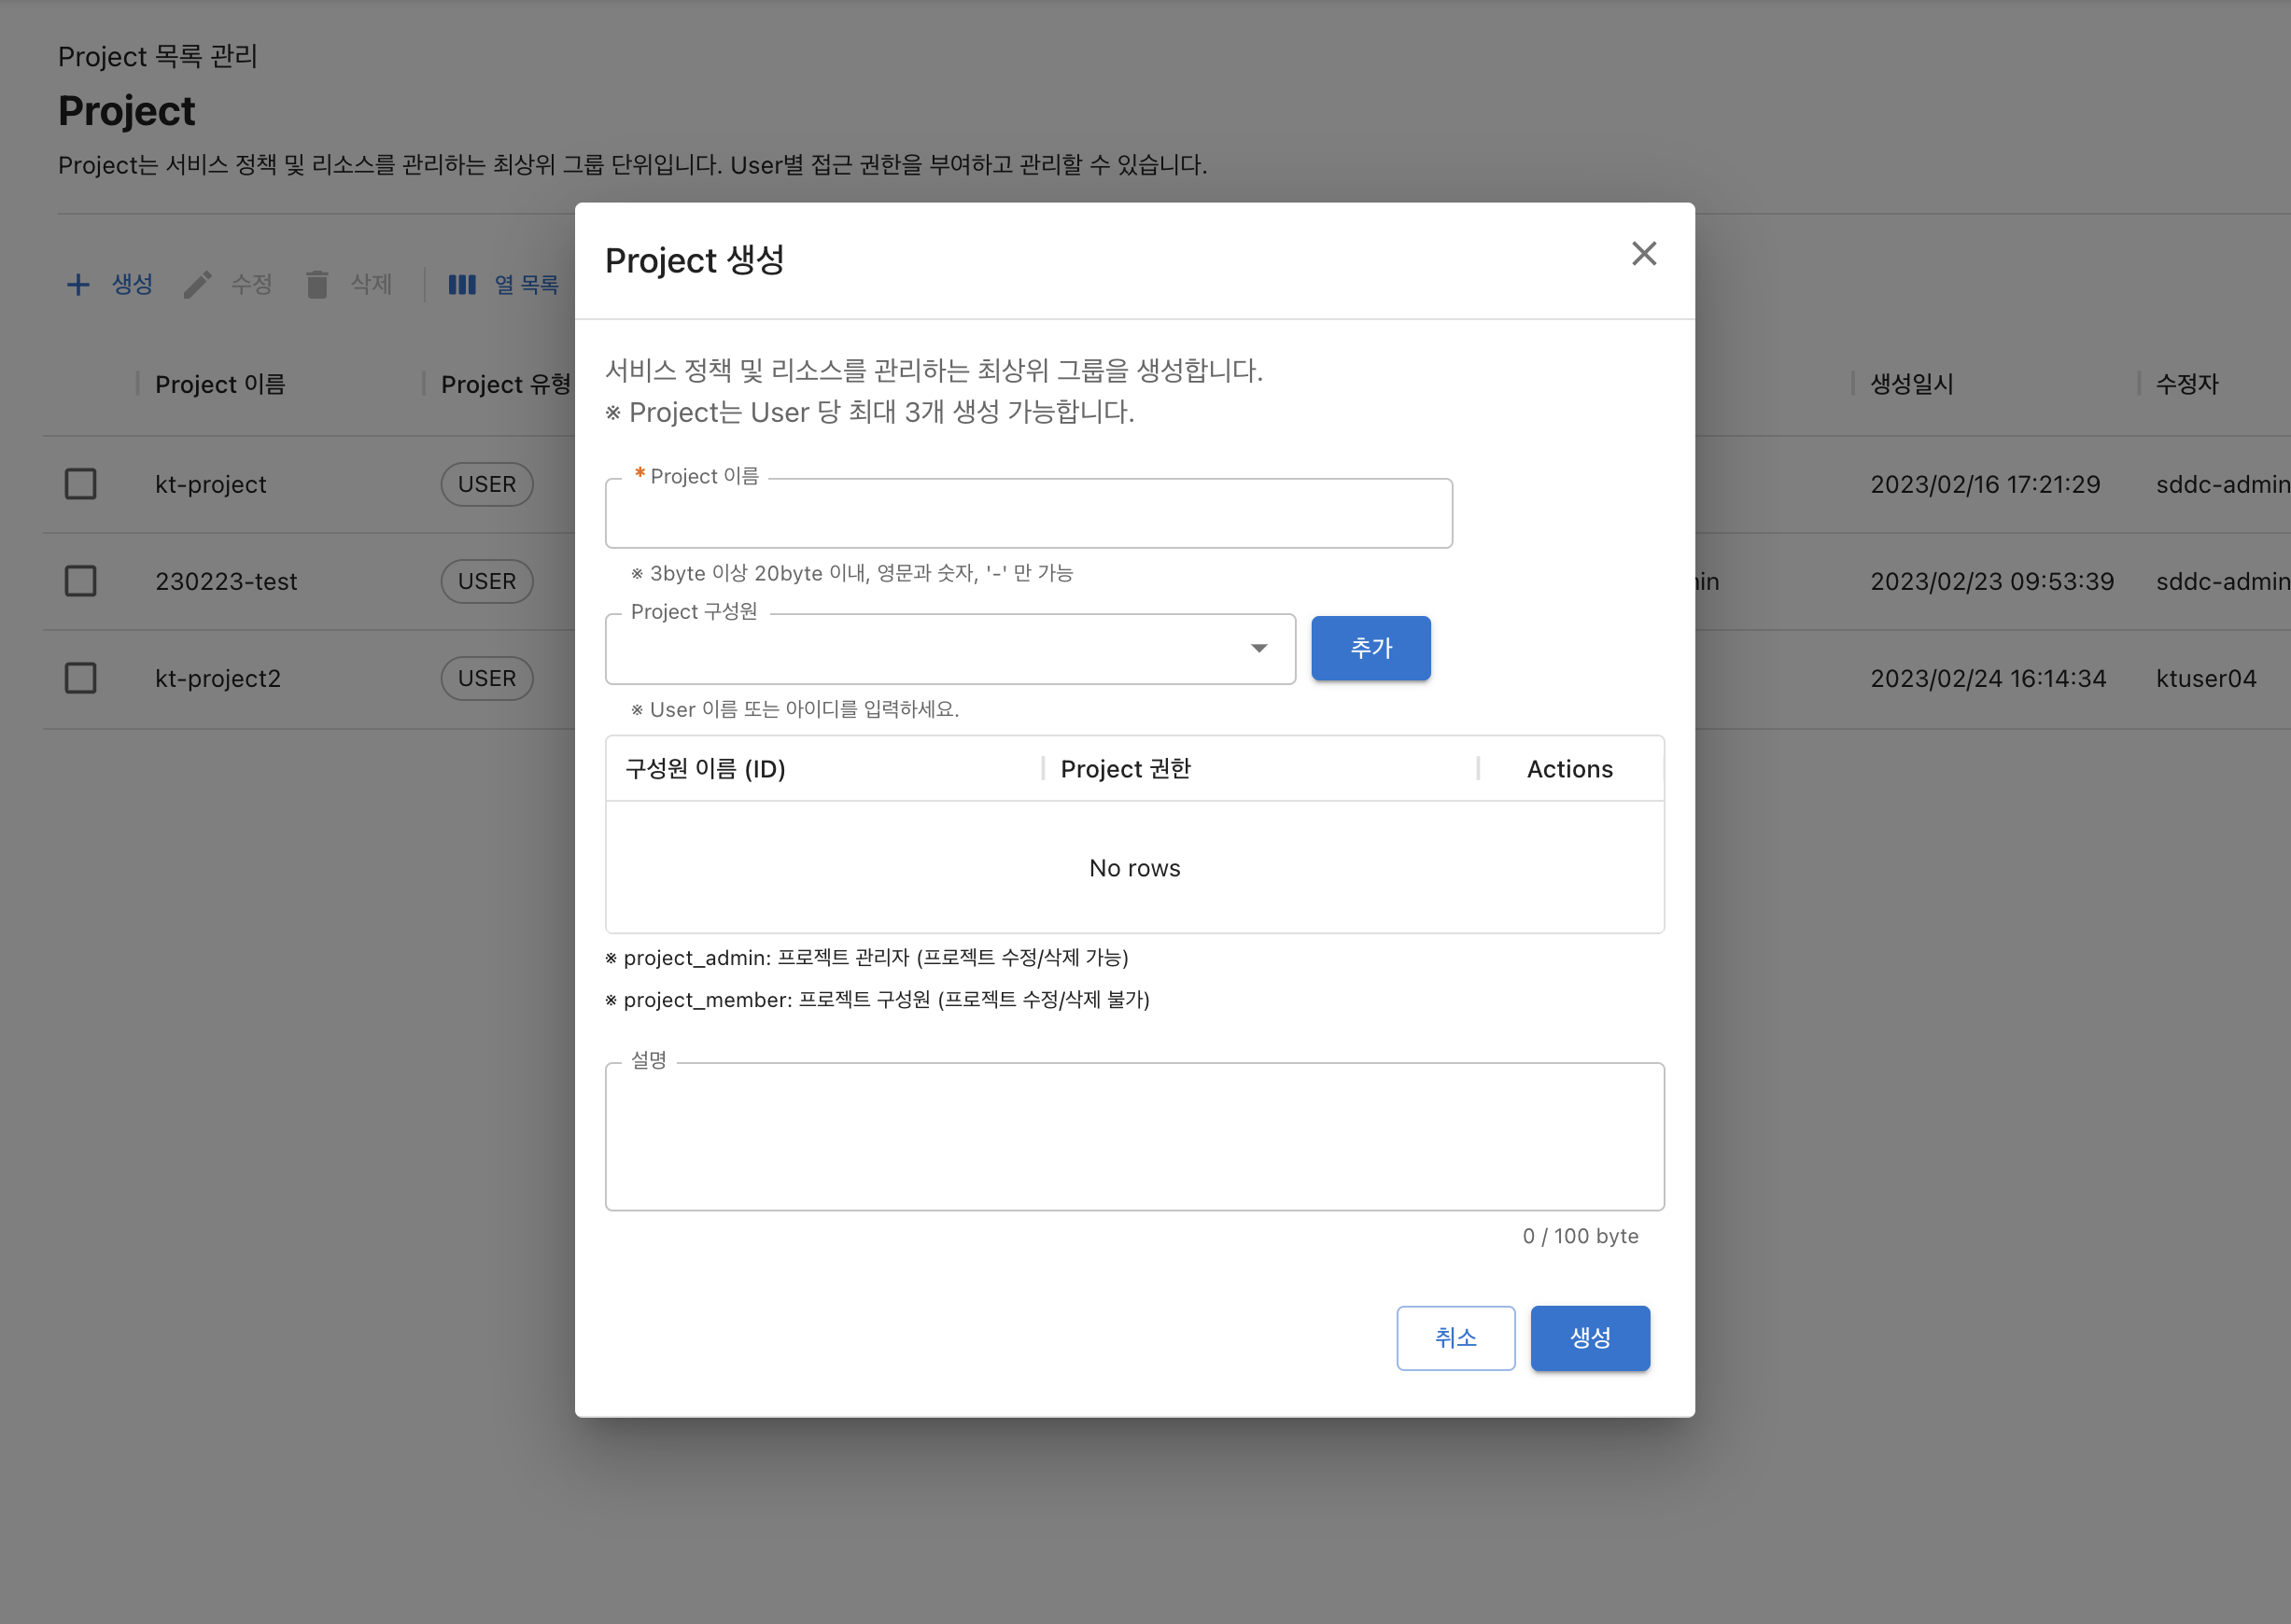 Project 목록 관리
Project
Project는 서비스 정책 및 리소스를 관리하는 최상위 그룹 단위입니다. User별 접근 권한을 부여하고 관리할 수 있습니다.
생성 수정 삭제 열 목록
Project 이름 Project 유형 생성일시 수정자
kt-project USER 2023/02/16 17:21:29 sddc-admin
230223-test USER 2023/02/23 09:53:39 sddc-admin
kt-project2 USER 2023/02/24 16:14:34 ktuser04
Project 생성
서비스 정책 및 리소스를 관리하는 최상위 그룹을 생성합니다.
※ Project는 User 당 최대 3개 생성 가능합니다.
* Project 이름
※ 3byte 이상 20byte 이내, 영문과 숫자, '-' 만 가능
Project 구성원
추가
※ User 이름 또는 아이디를 입력하세요.
구성원 이름 (ID) Project 권한 Actions
No rows
※ project_admin: 프로젝트 관리자 (프로젝트 수정/삭제 가능)
※ project_member: 프로젝트 구성원 (프로젝트 수정/삭제 불가)
설명
0 / 100 byte
취소 생성